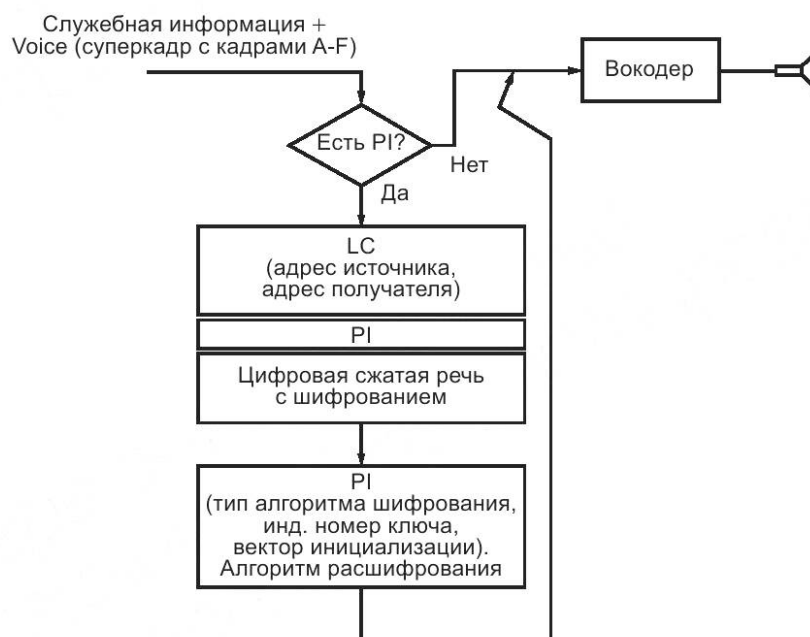 Служебная информация +
Voice (суперкадр с кадрами A-F)
Вокодер
Есть PI?
Нет
Да
LC
(адрес источника,
адрес получателя)
PI
Цифровая сжатая речь
с шифрованием
PI
(тип алгоритма шифрования,
инд. номер ключа,
вектор инициализации).
Алгоритм расшифрования